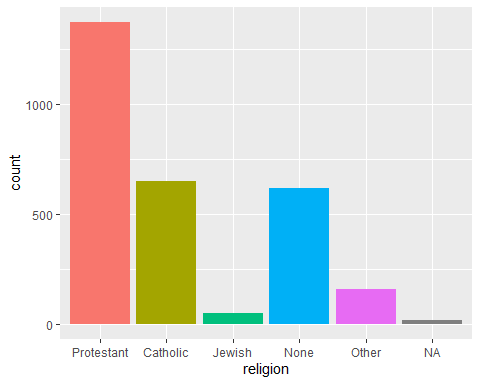 1000
500
0
count
Protestant Catholic Jewish None Other NA
religion